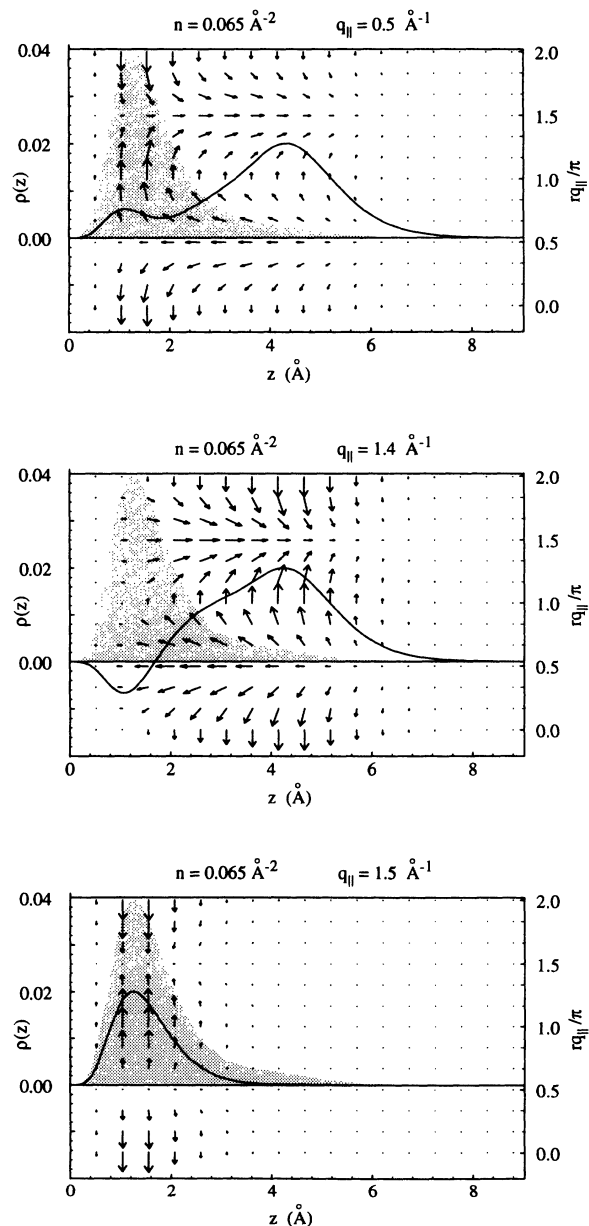 n = 0.065 Å⁻² q|| = 0.5 Å⁻¹
0.04
0.02
0.00
ρ(z)
2.0
1.5
1.0
0.5
0.0
rq||/π
0 2 4 6 8
z (Å)
n = 0.065 Å⁻² q|| = 1.4 Å⁻¹
0.04
0.02
0.00
ρ(z)
2.0
1.5
1.0
0.5
0.0
rq||/π
0 2 4 6 8
z (Å)
n = 0.065 Å⁻² q|| = 1.5 Å⁻¹
0.04
0.02
0.00
ρ(z)
2.0
1.5
1.0
0.5
0.0
rq||/π
0 2 4 6 8
z (Å)